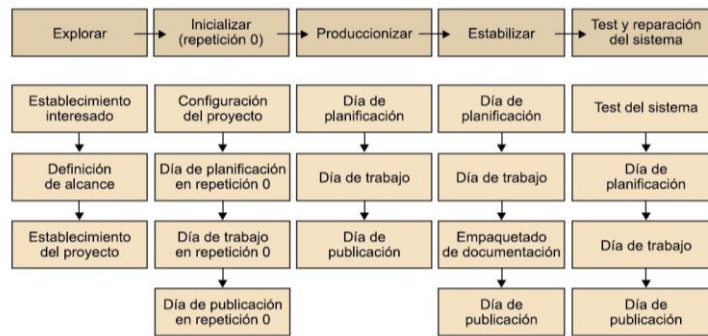 Explorar
Inicializar
(repetición 0)
Produccionizar
Estabilizar
Test y reparación
del sistema
Establecimiento
interesado
Definición
de alcance
Establecimiento
del proyecto
Configuración
del proyecto
Día de planificación
en repetición 0
Día de trabajo
en repetición 0
Día de publicación
en repetición 0
Día de
planificación
Día de trabajo
Día de
publicación
Día de
planificación
Día de trabajo
Empaquetado
de documentación
Día de
publicación
Test del sistema
Día de
planificación
Día de trabajo
Día de
publicación